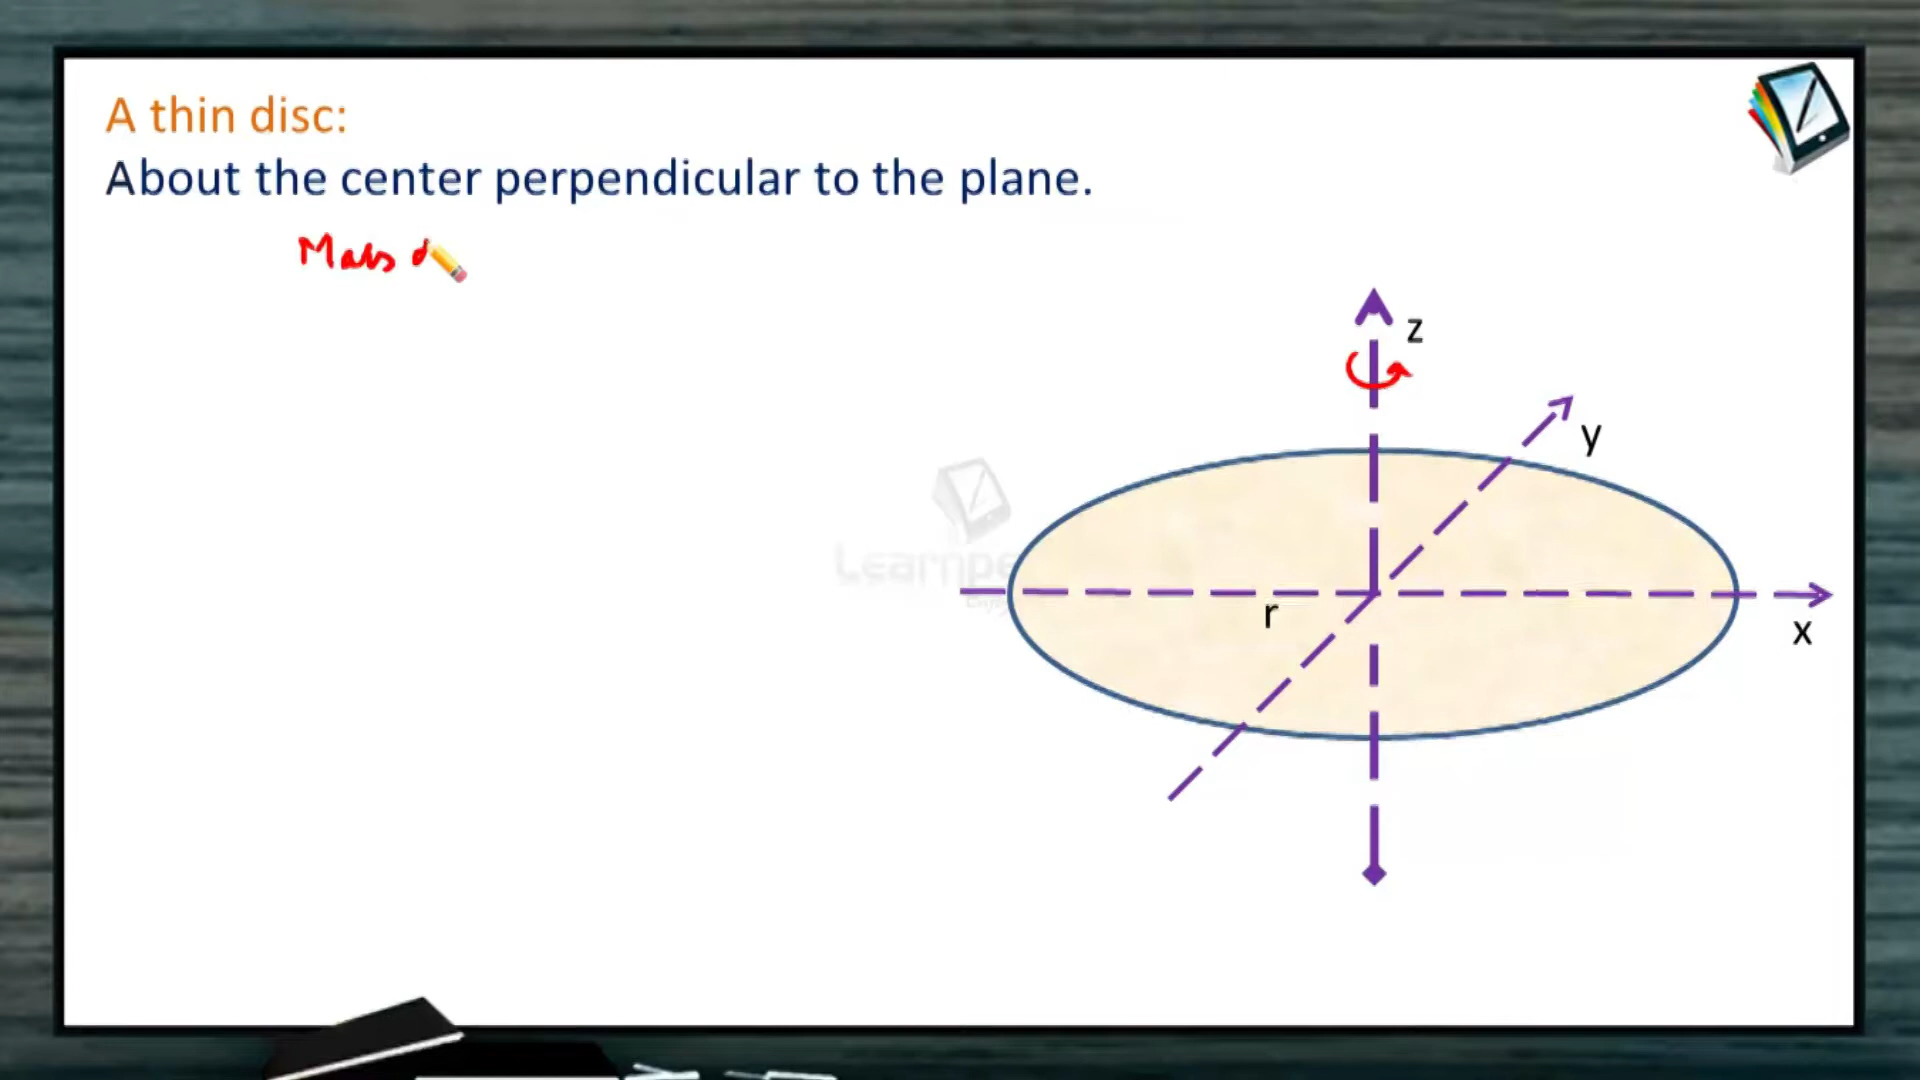 A thin disc:
About the center perpendicular to the plane.
Mass
z
y
r
x